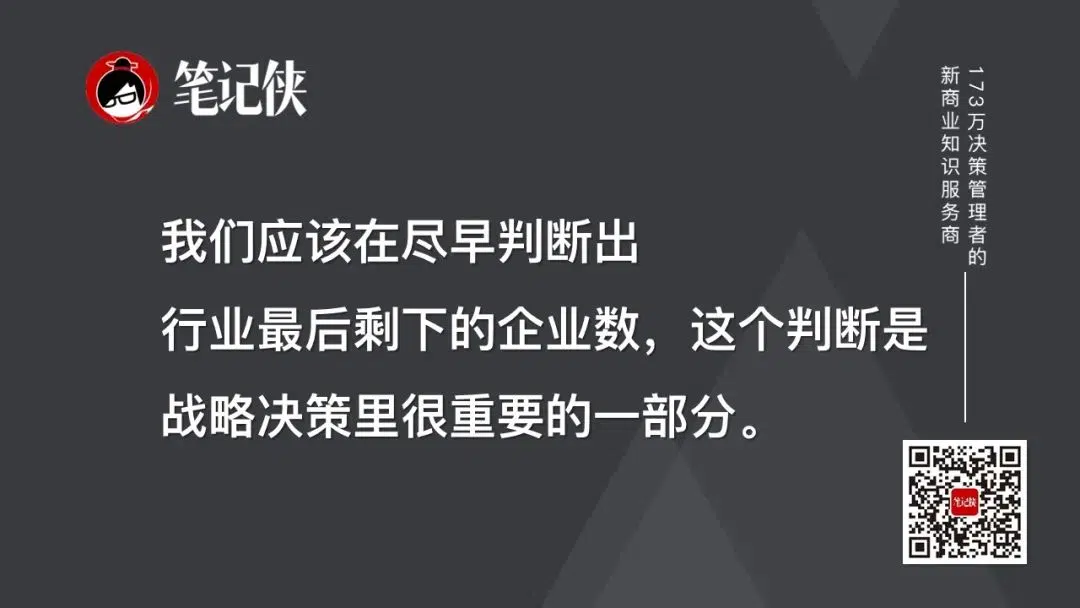 笔记侠
173万决策管理者的
新商业知识服务商
我们应该在尽早判断出
行业最后剩下的企业数，这个判断是
战略决策里很重要的一部分。
笔记侠